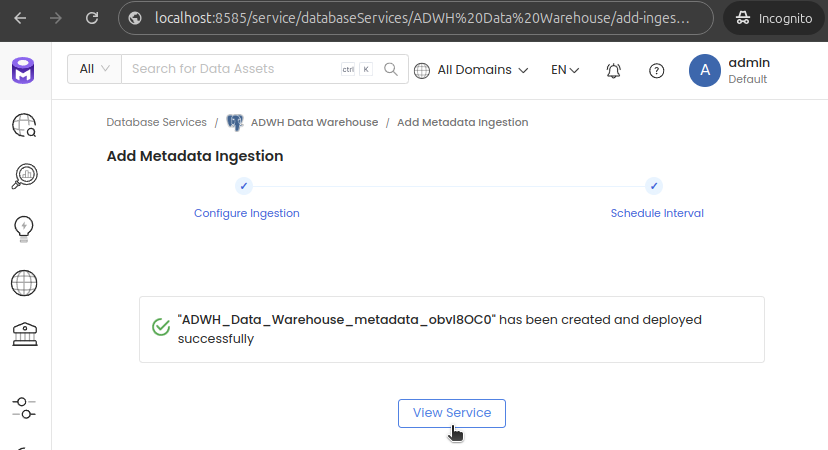 localhost:8585/service/databaseServices/ADWH%20Data%20Warehouse/add-inges...
Incognito
All
Search for Data Assets
ctrl K
All Domains
EN
A
admin
Default
Database Services / ADWH Data Warehouse / Add Metadata Ingestion
Add Metadata Ingestion
Configure Ingestion
Schedule Interval
"ADWH_Data_Warehouse_metadata_obvl8OC0" has been created and deployed
successfully
View Service